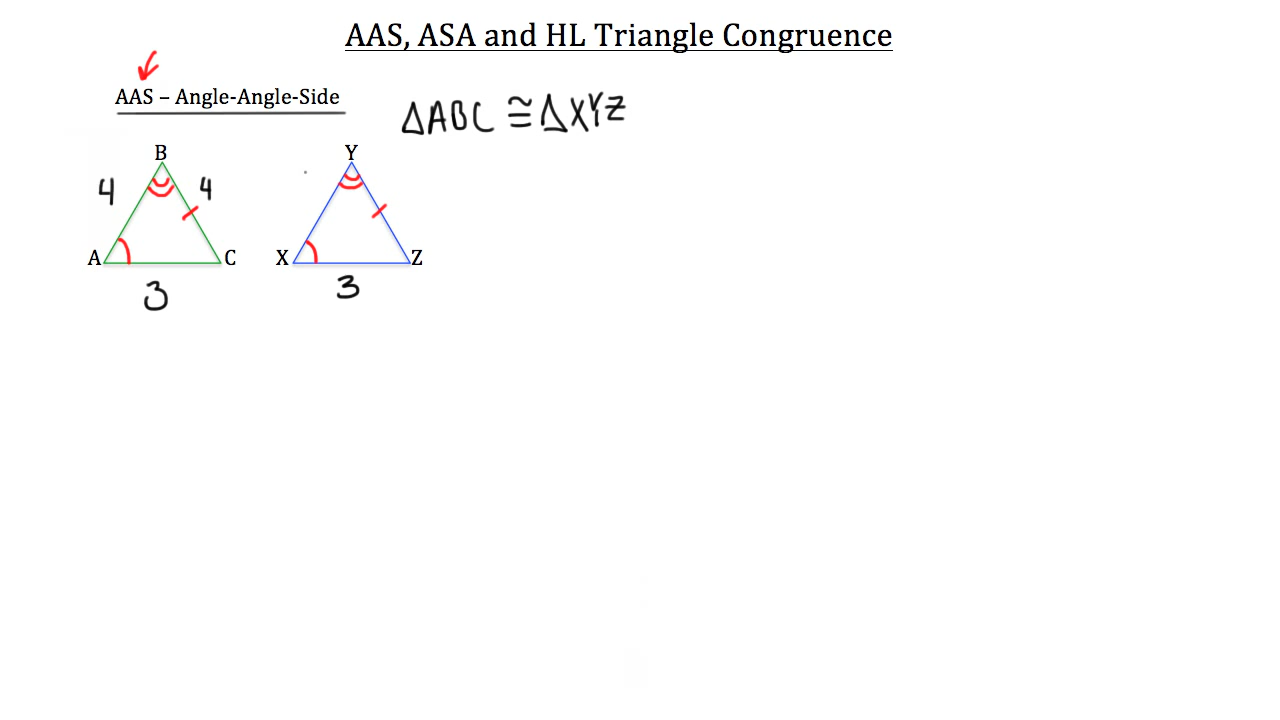 AAS, ASA and HL Triangle Congruence
AAS – Angle-Angle-Side
ΔABC ≅ ΔXYZ
B
Y
4
4
A
C
X
Z
3
3